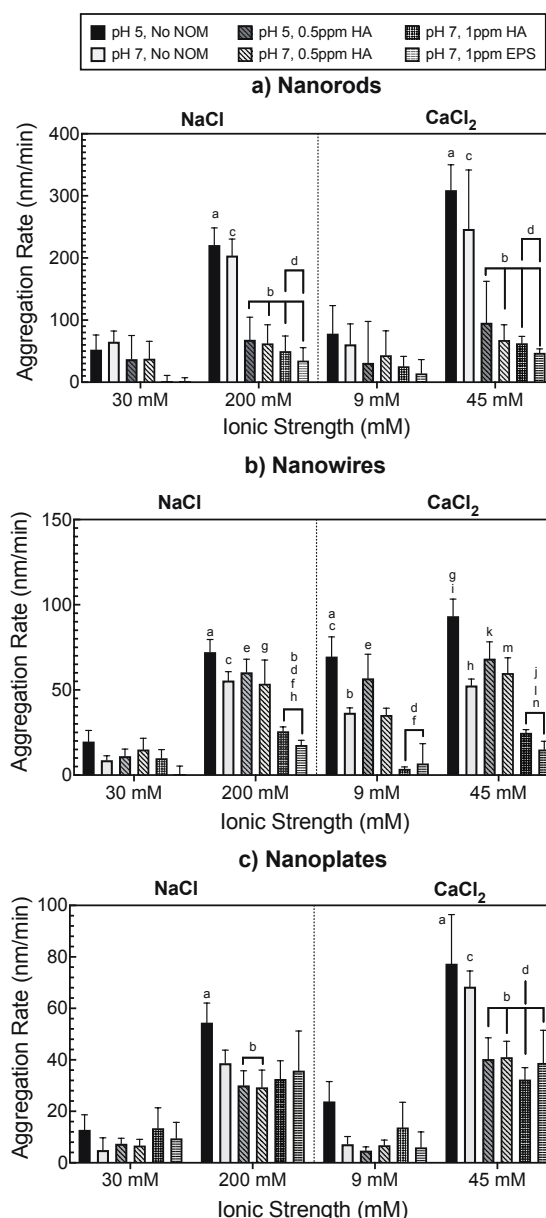 pH 5, No NOM pH 5, 0.5ppm HA pH 7, 1ppm HA
pH 7, No NOM pH 7, 0.5ppm HA pH 7, 1ppm EPS
a) Nanorods
NaCl CaCl₂
Aggregation Rate (nm/min)
400
300
200
100
0
a c b d
a c b d
30 mM 200 mM 9 mM 45 mM
Ionic Strength (mM)
b) Nanowires
NaCl CaCl₂
Aggregation Rate (nm/min)
150
100
50
0
a c e g b d f h
a c b e d f
g i h k m j l n
30 mM 200 mM 9 mM 45 mM
Ionic Strength (mM)
c) Nanoplates
NaCl CaCl₂
Aggregation Rate (nm/min)
100
80
60
40
20
0
a b
a c b d
30 mM 200 mM 9 mM 45 mM
Ionic Strength (mM)